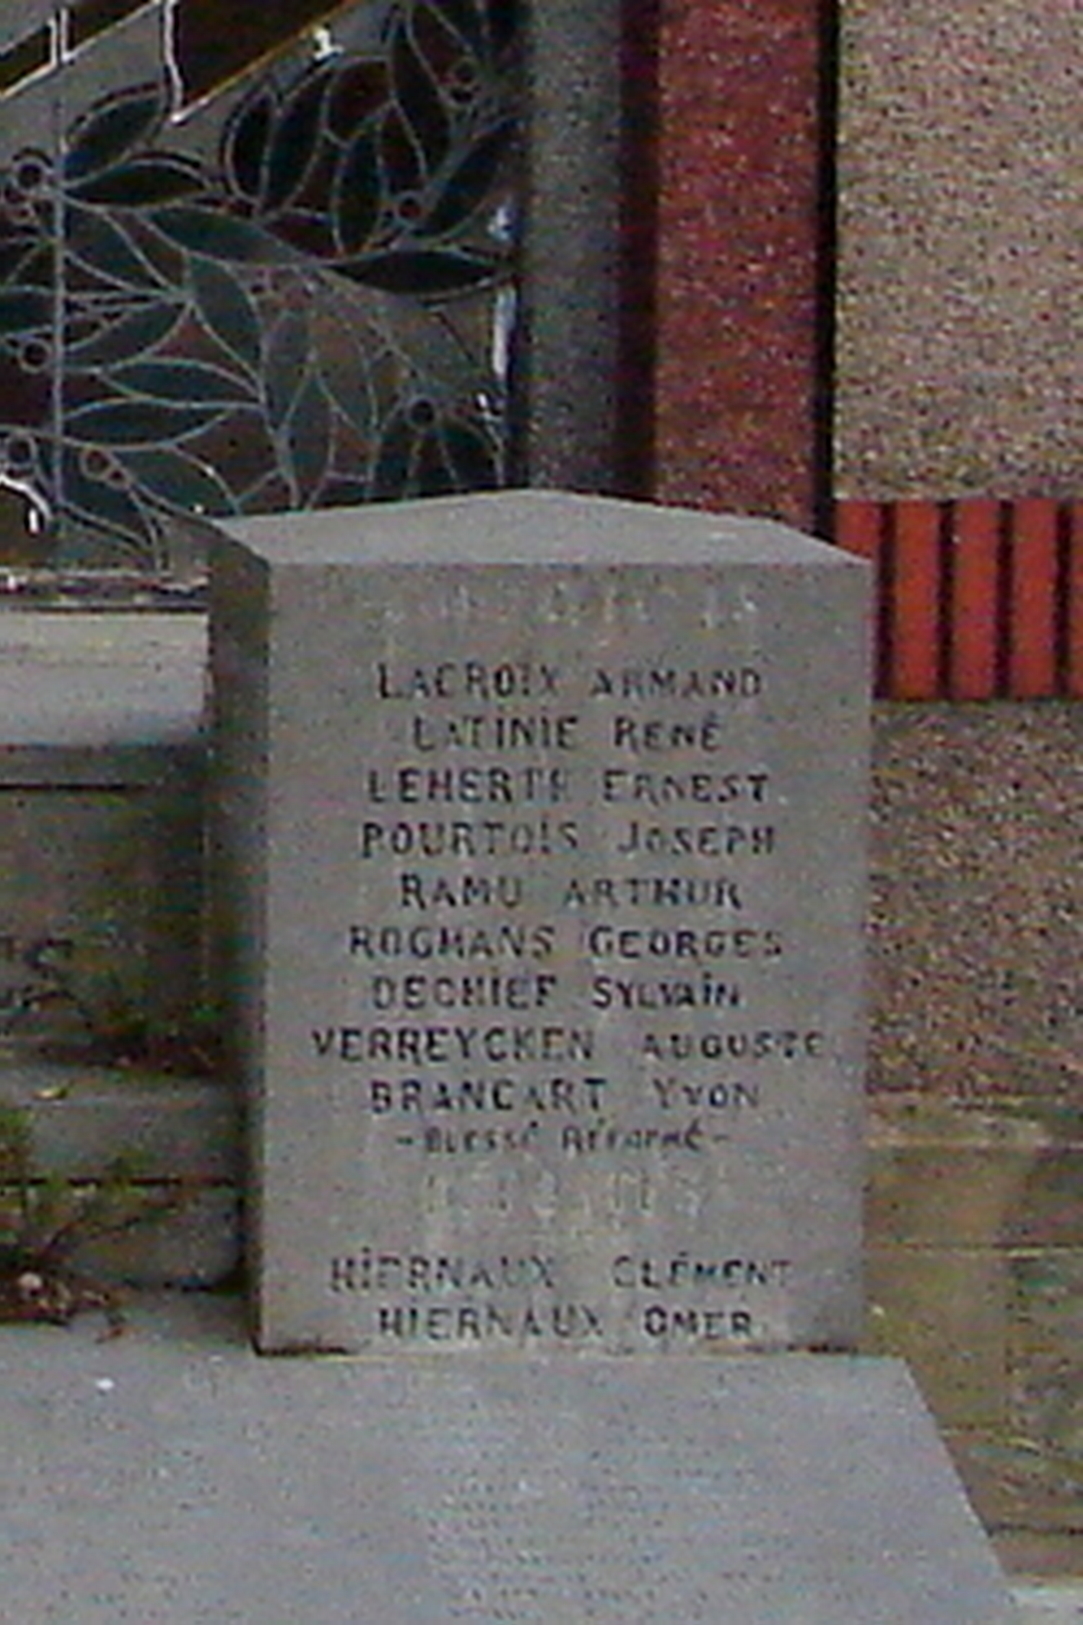 LACROIX ARMAND
LATINIE RENÉ
LEHERTH ERNEST
POURTOIS JOSEPH
RAMU ARTHUR
ROGMANS GEORGES
DECHIEF SYLVAIN
VERREYCKEN AUGUSTE
BRANCART YVON
- BLESSÉ RÉFORMÉ -
HIERNAUX CLÉMENT
HIERNAUX OMER